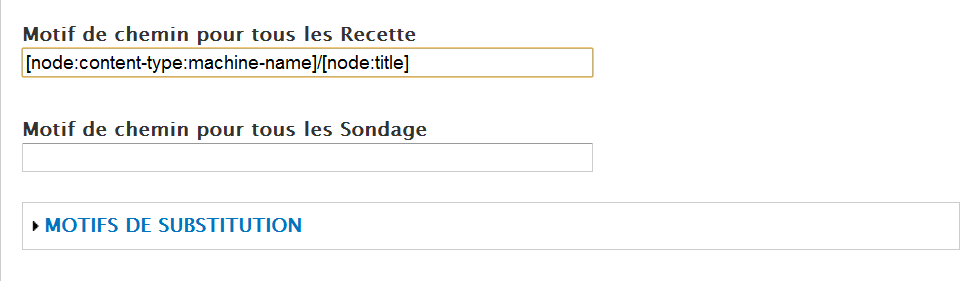 Motif de chemin pour tous les Recette
[node:content-type:machine-name]/[node:title]
Motif de chemin pour tous les Sondage
MOTIFS DE SUBSTITUTION